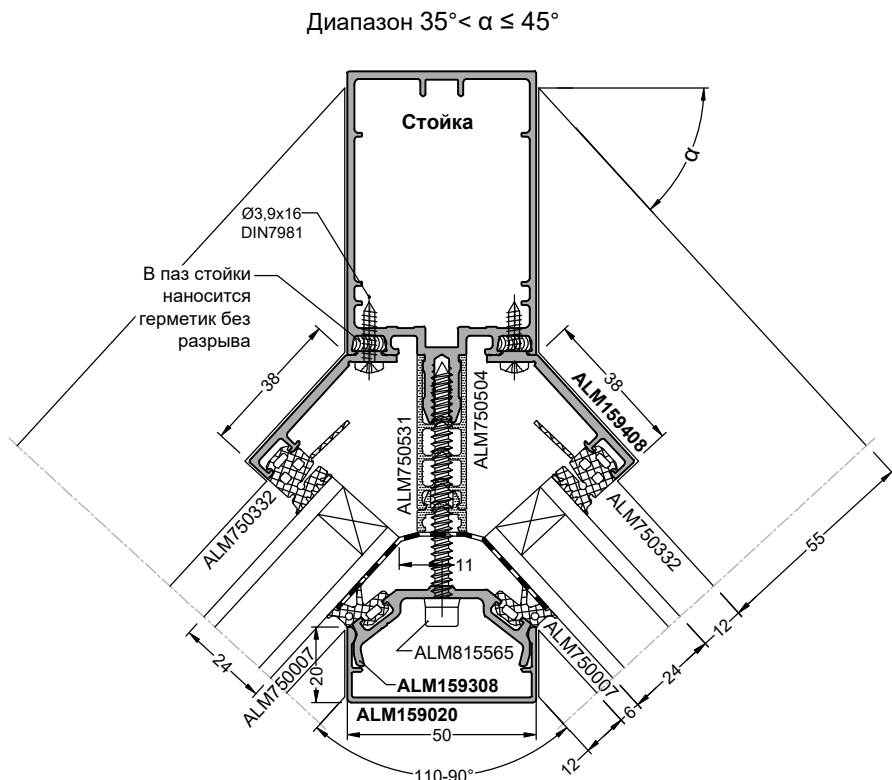 Диапазон 35°< α ≤ 45°
Стойка
α
Ø3,9x16
DIN7981
В паз стойки
наносится
герметик без
разрыва
38
38
ALM159408
ALM750531
ALM750504
ALM750332
ALM750332
55
11
12
24
24
20
ALM750007
ALM750007
ALM815565
ALM159308
ALM159020
50
6
12
110-90°